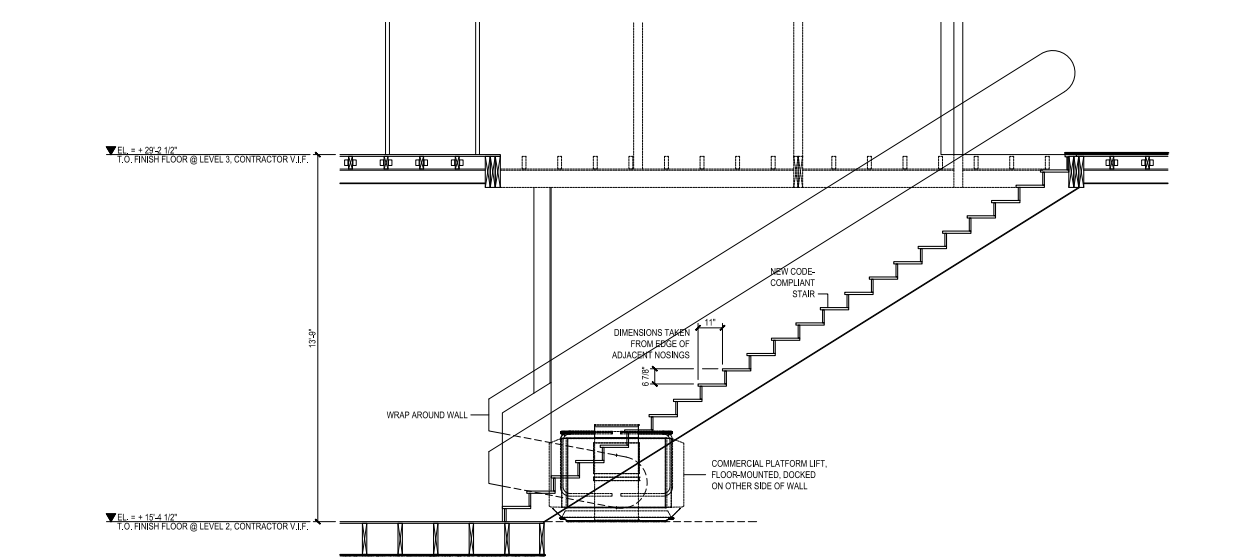 EL. = + 29'-2 1/2"
T.O. FINISH FLOOR @ LEVEL 3, CONTRACTOR V.I.F.
NEW CODE-
COMPLIANT
STAIR
11"
DIMENSIONS TAKEN
FROM EDGE OF
ADJACENT NOSINGS
13'-9"
6 7/8"
WRAP AROUND WALL
COMMERCIAL PLATFORM LIFT,
FLOOR-MOUNTED, DOCKED
ON OTHER SIDE OF WALL
EL. = + 15'-4 1/2"
T.O. FINISH FLOOR @ LEVEL 2, CONTRACTOR V.I.F.